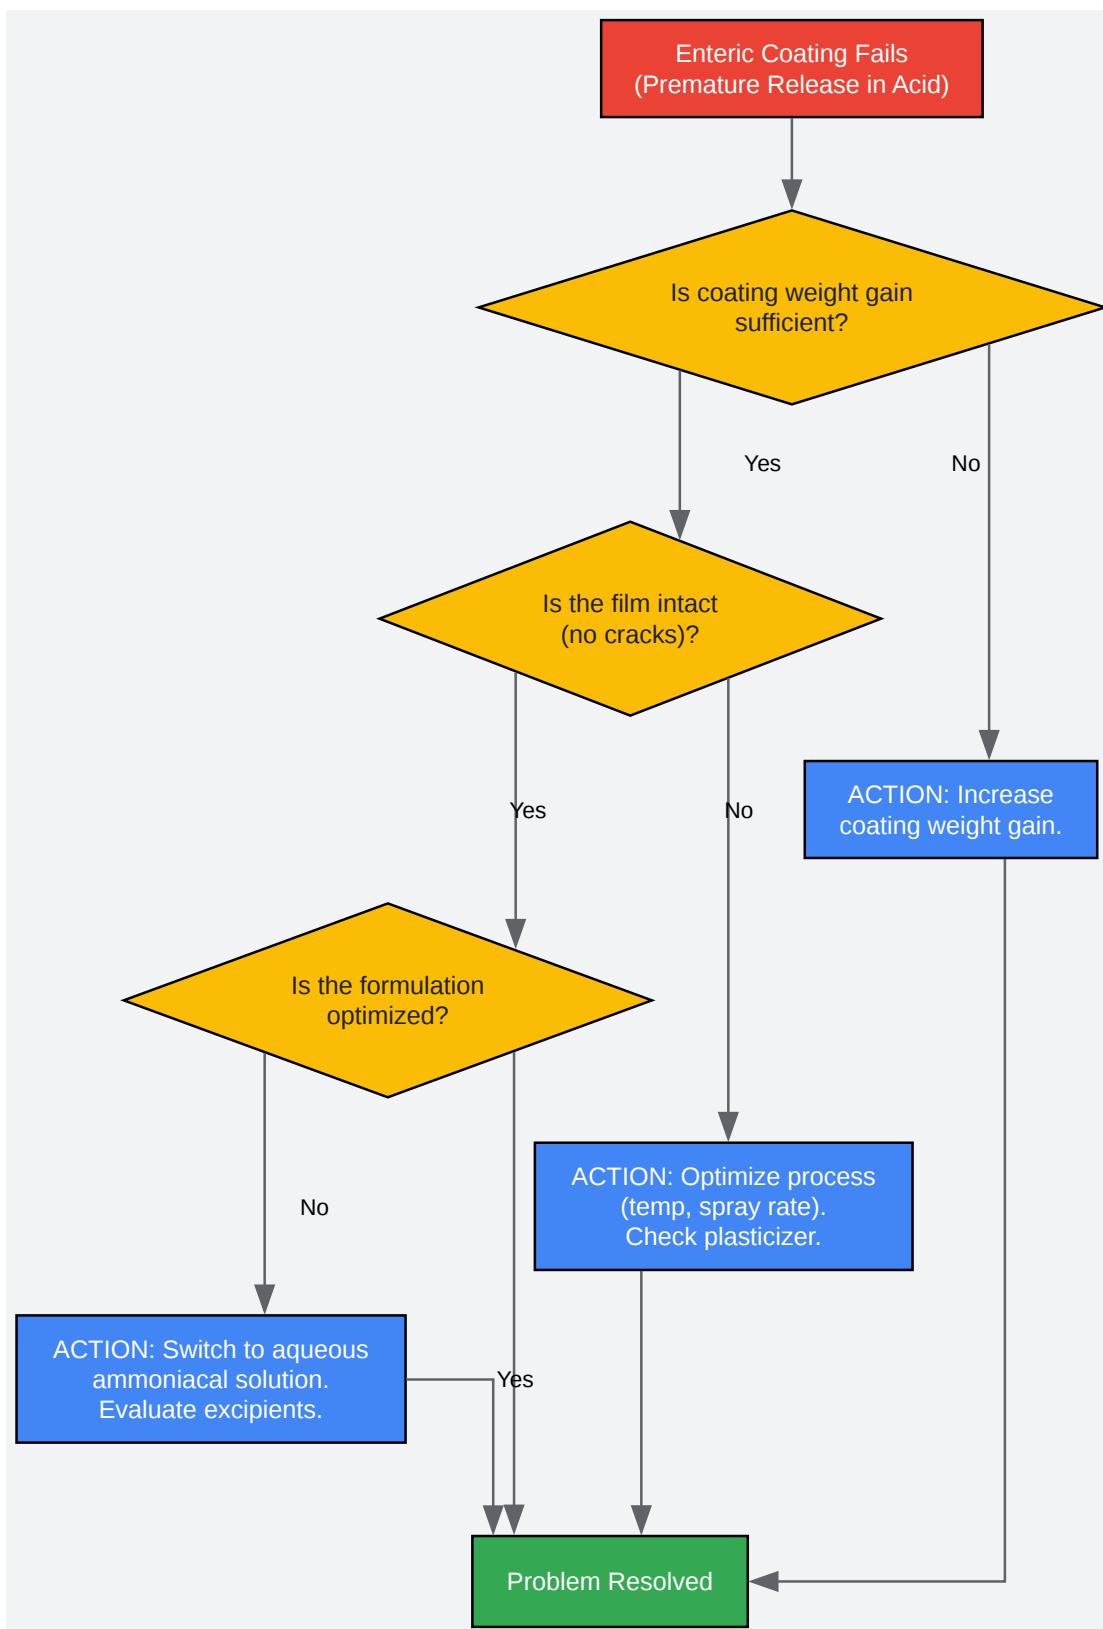 Enteric Coating Fails
(Premature Release in Acid)
Is coating weight gain
sufficient?
Yes
No
Is the film intact
(no cracks)?
Yes
No
ACTION: Increase
coating weight gain.
Is the formulation
optimized?
No
ACTION: Optimize process
(temp, spray rate).
Check plasticizer.
ACTION: Switch to aqueous
ammoniacal solution.
Evaluate excipients.
Yes
Problem Resolved